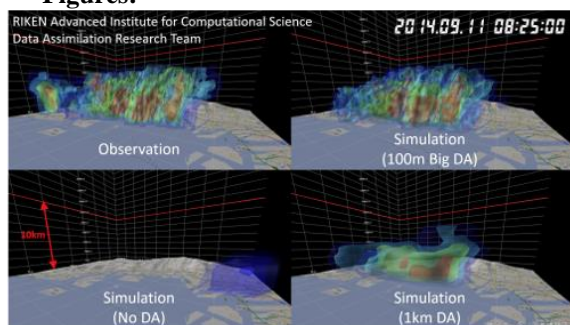 Figures:
RIKEN Advanced Institute for Computational Science
Data Assimilation Research Team
2014.09.11 08:25:00
Observation
Simulation
(100m Big DA)
10km
Simulation
(No DA)
Simulation
(1km DA)